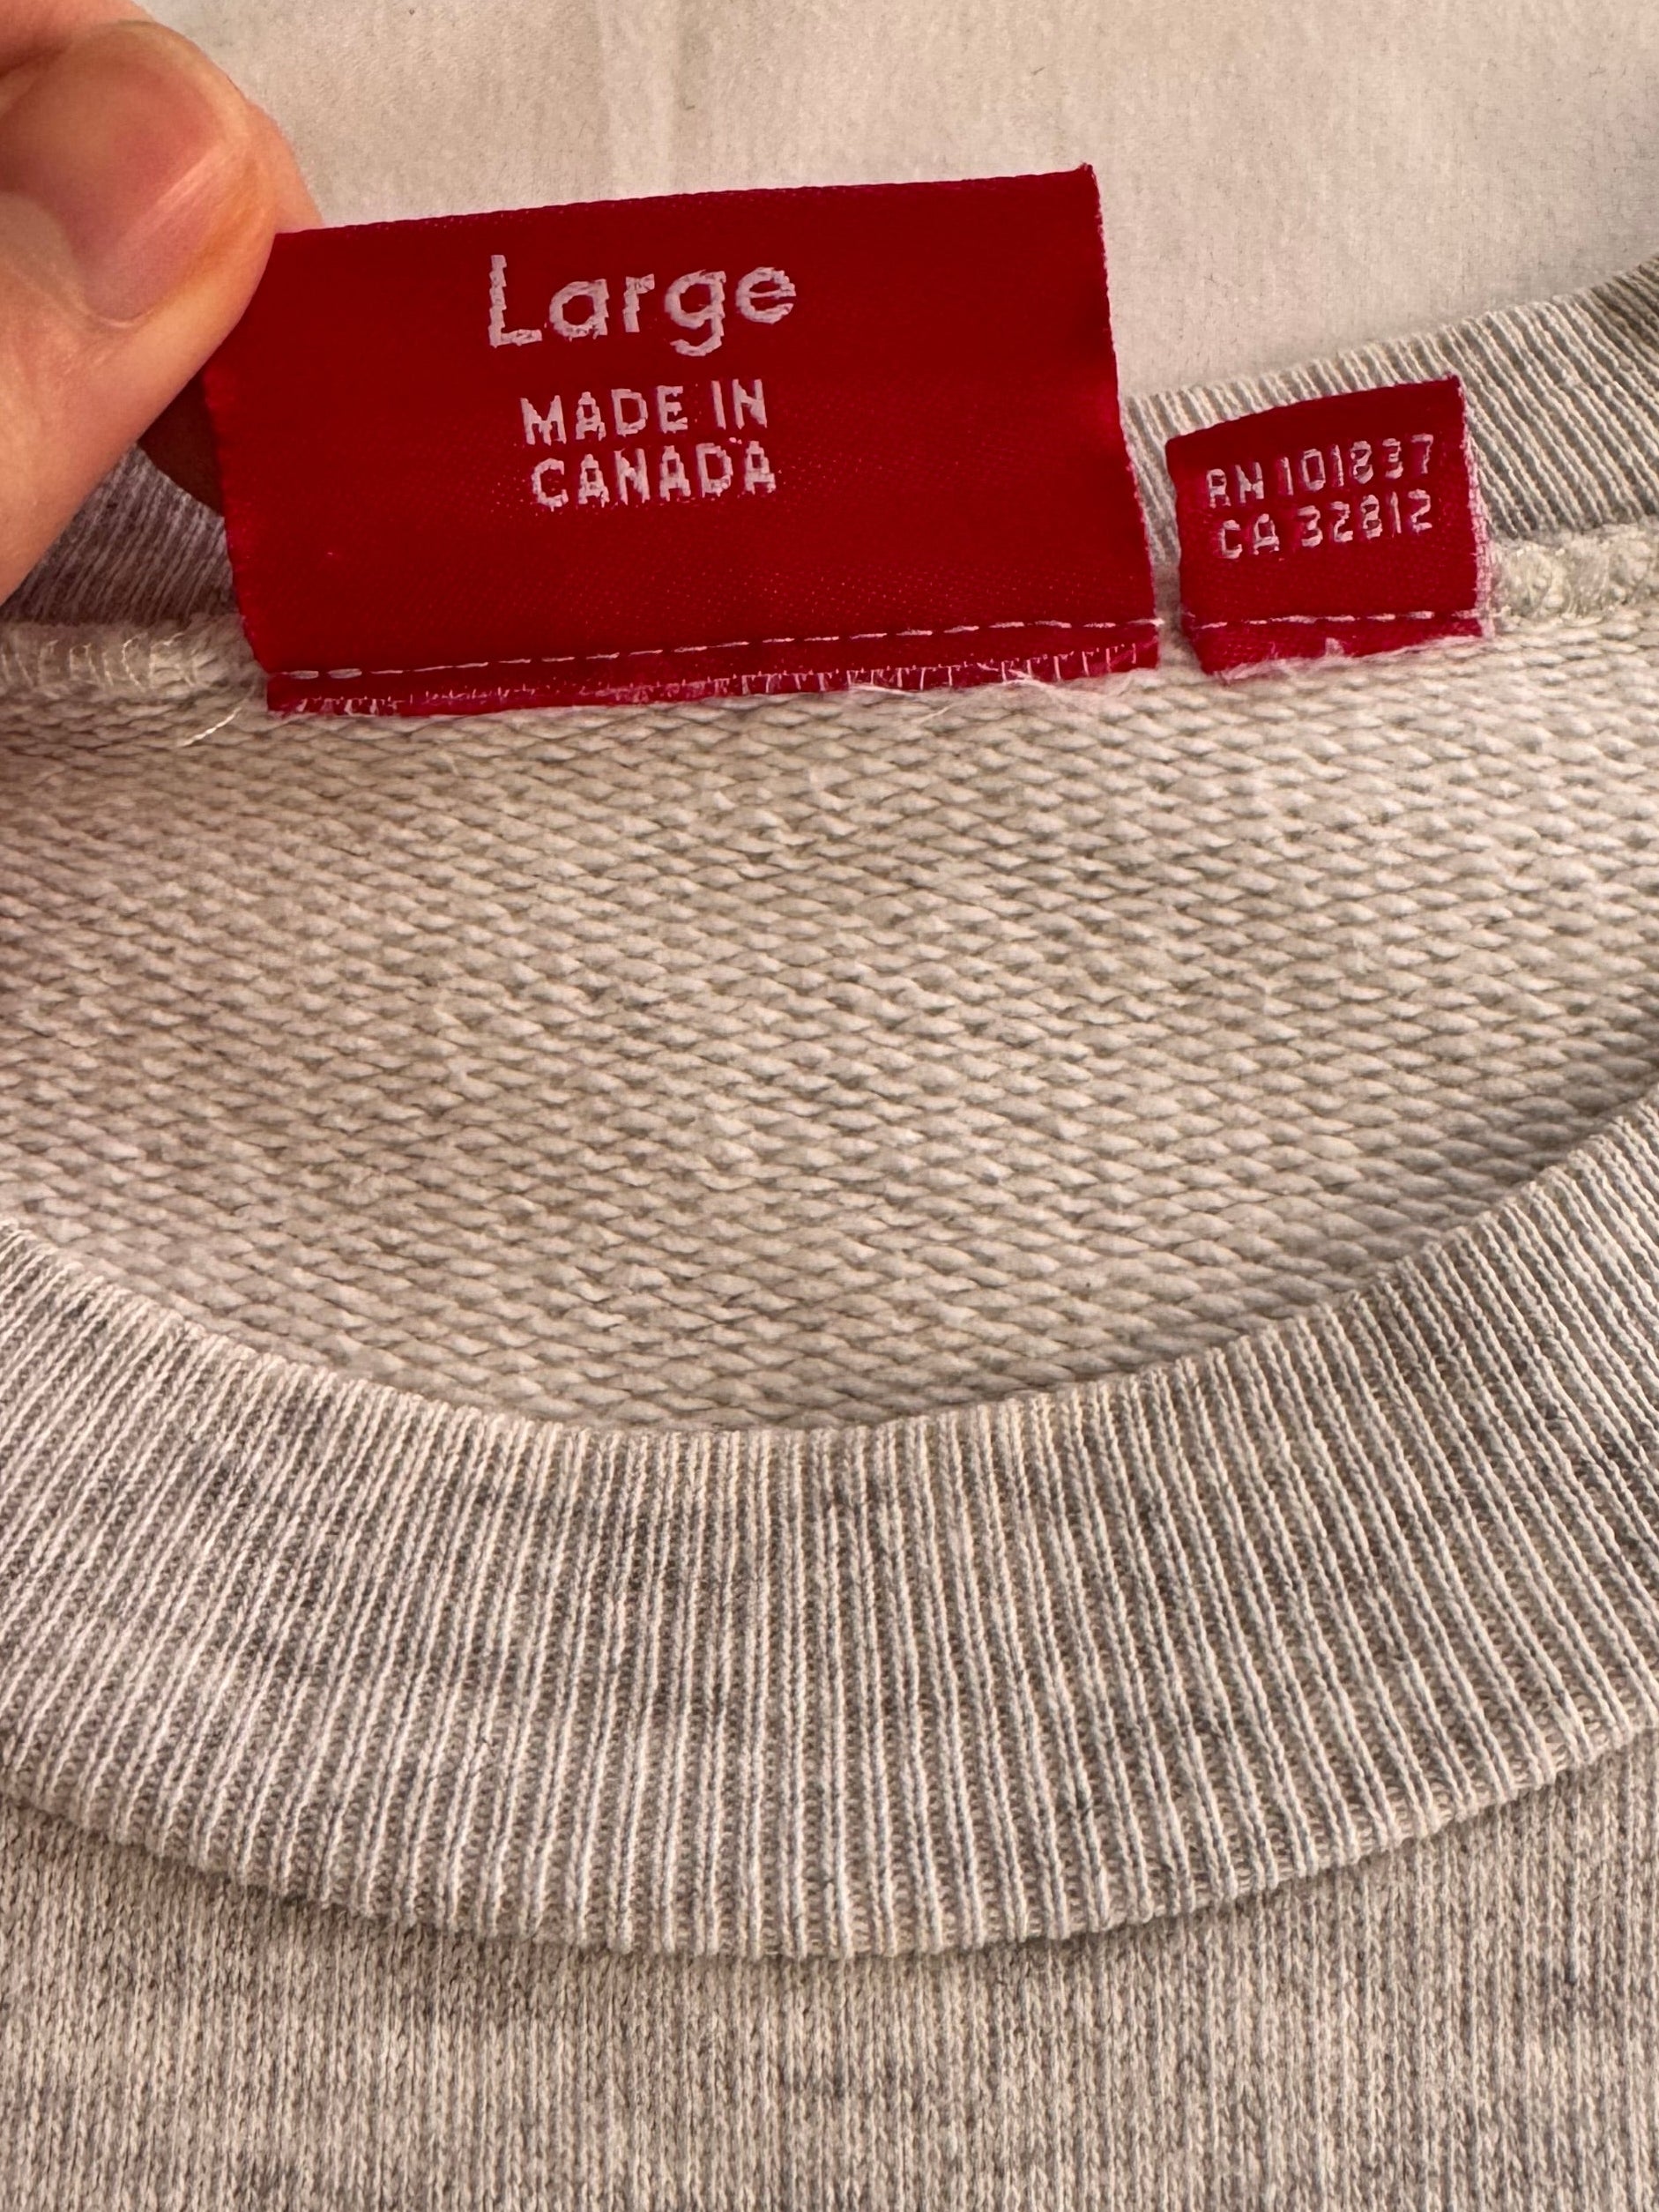 Large
MADE IN
CANADA
RN 101837
CA 32812